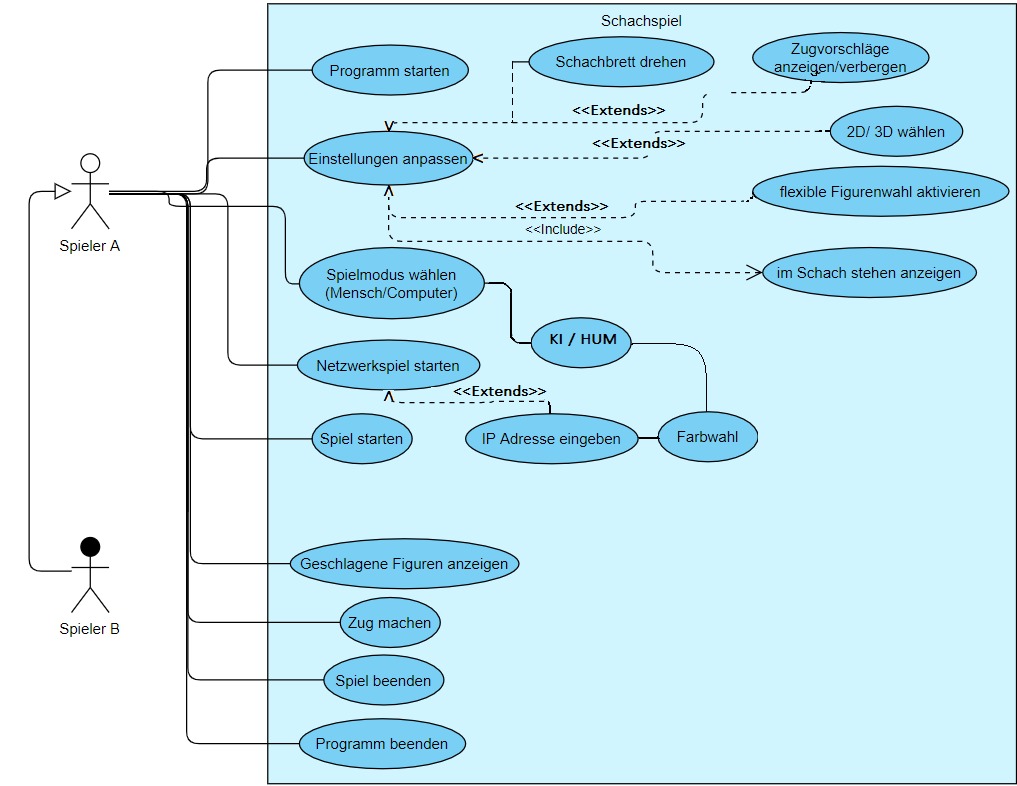 Schachspiel
Programm starten
Schachbrett drehen
Zugvorschläge
anzeigen/verbergen
<<Extends>>
2D/ 3D wählen
<<Extends>>
Einstellungen anpassen
flexible Figurenwahl aktivieren
<<Extends>>
<<Include>>
Spieler A
im Schach stehen anzeigen
Spielmodus wählen
(Mensch/Computer)
KI / HUM
Netzwerkspiel starten
<<Extends>>
Spiel starten
IP Adresse eingeben
Farbwahl
Geschlagene Figuren anzeigen
Spieler B
Zug machen
Spiel beenden
Programm beenden